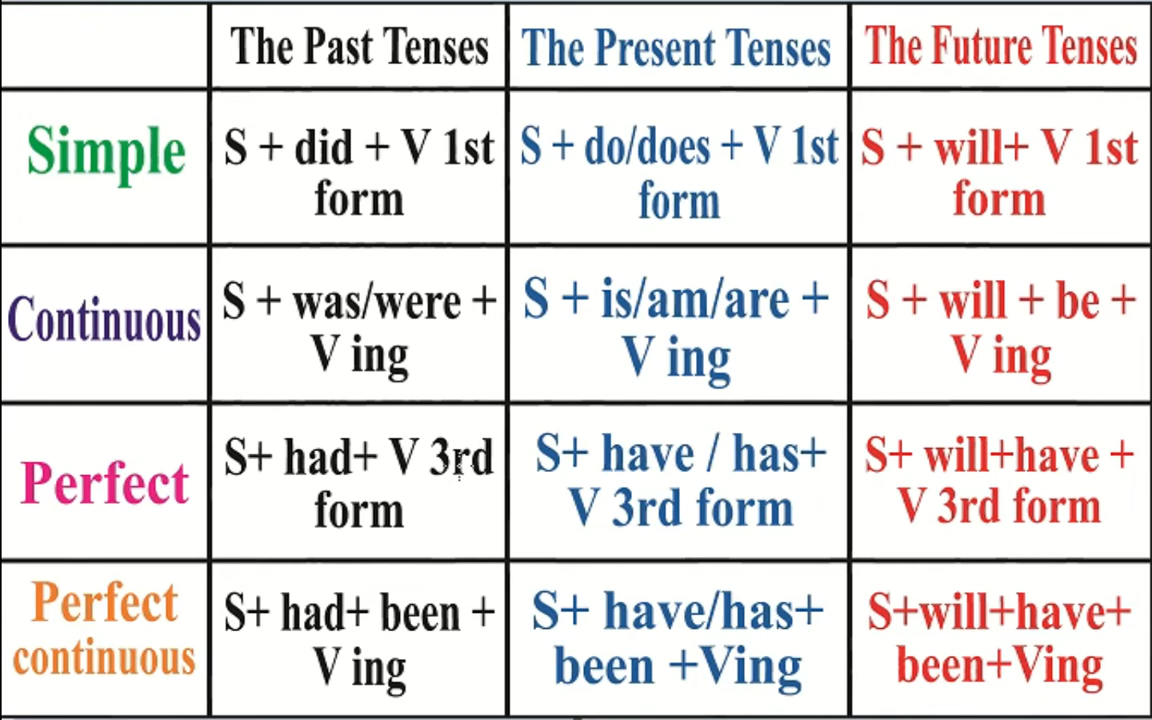 The Past Tenses
The Present Tenses
The Future Tenses
Simple
S + did + V 1st
form
S + do/does + V 1st
form
S + will+ V 1st
form
Continuous
S + was/were +
V ing
S + is/am/are +
V ing
S + will + be +
V ing
Perfect
S+ had+ V 3rd
form
S+ have / has+
V 3rd form
S+ will+have +
V 3rd form
Perfect
continuous
S+ had+ been +
V ing
S+ have/has+
been +Ving
S+will+have+
been+Ving